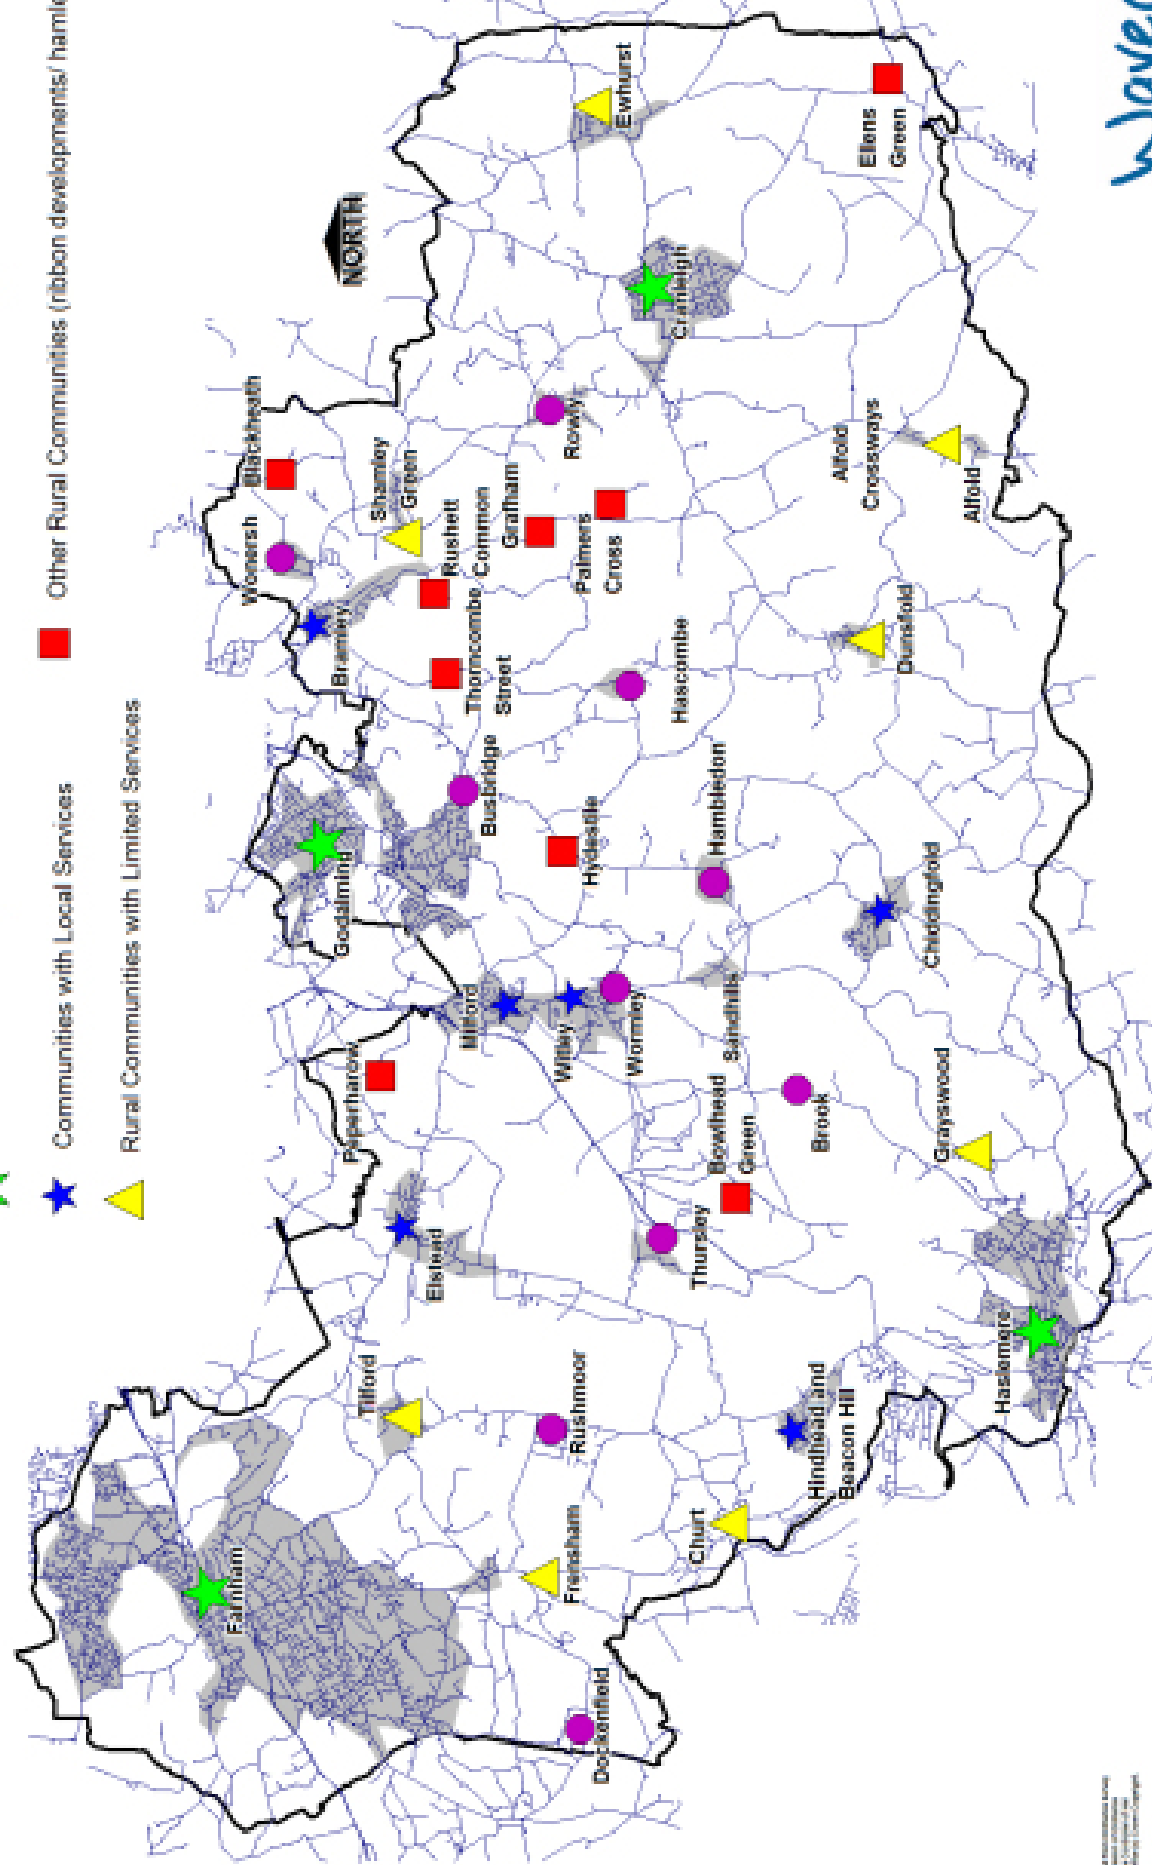 Communities with Local Services
Rural Communities with Limited Services
Other Rural Communities (ribbon developments/ hamle
NORTH
Farnham
Dockenfield
Frensham
Tilford
Rushmoor
Churt
Hindhead and
Beacon Hill
Haslemere
Elstead
Thursley
Peperharow
Bowlhead
Green
Brook
Grayswood
Milford
Witley
Wormley
Sandhills
Godalming
Busbridge
Hydestile
Hambledon
Chiddingfold
Bramley
Wonersh
Blackheath
Shamley
Green
Rushett
Common
Thorncombe
Street
Grafham
Palmers
Cross
Hascombe
Dunsfold
Rowly
Alfold
Crossways
Alfold
Cranleigh
Ewhurst
Ellens
Green
Wave